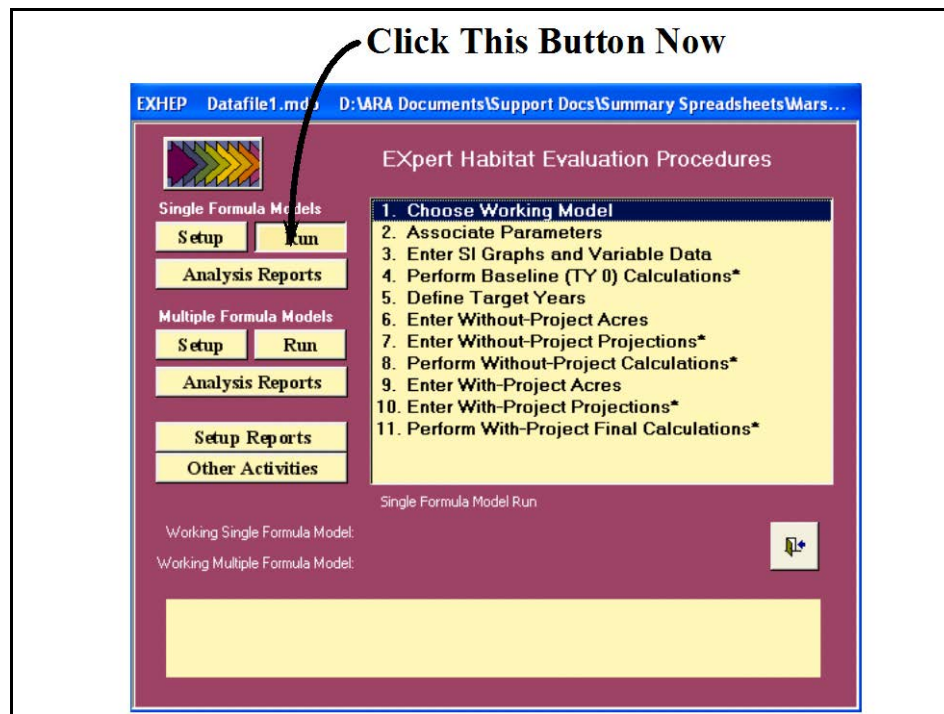 Click This Button Now
EXHEP Datafile1.mdb D:\ARA Documents\Support Docs\Summary Spreadsheets\Mars...
EXpert Habitat Evaluation Procedures
Single Formula Models
Setup Run
Analysis Reports
Multiple Formula Models
Setup Run
Analysis Reports
Setup Reports
Other Activities
1. Choose Working Model
2. Associate Parameters
3. Enter SI Graphs and Variable Data
4. Perform Baseline (TY 0) Calculations*
5. Define Target Years
6. Enter Without-Project Acres
7. Enter Without-Project Projections*
8. Perform Without-Project Calculations*
9. Enter With-Project Acres
10. Enter With-Project Projections*
11. Perform With-Project Final Calculations*
Single Formula Model Run
Working Single Formula Model:
Working Multiple Formula Model: